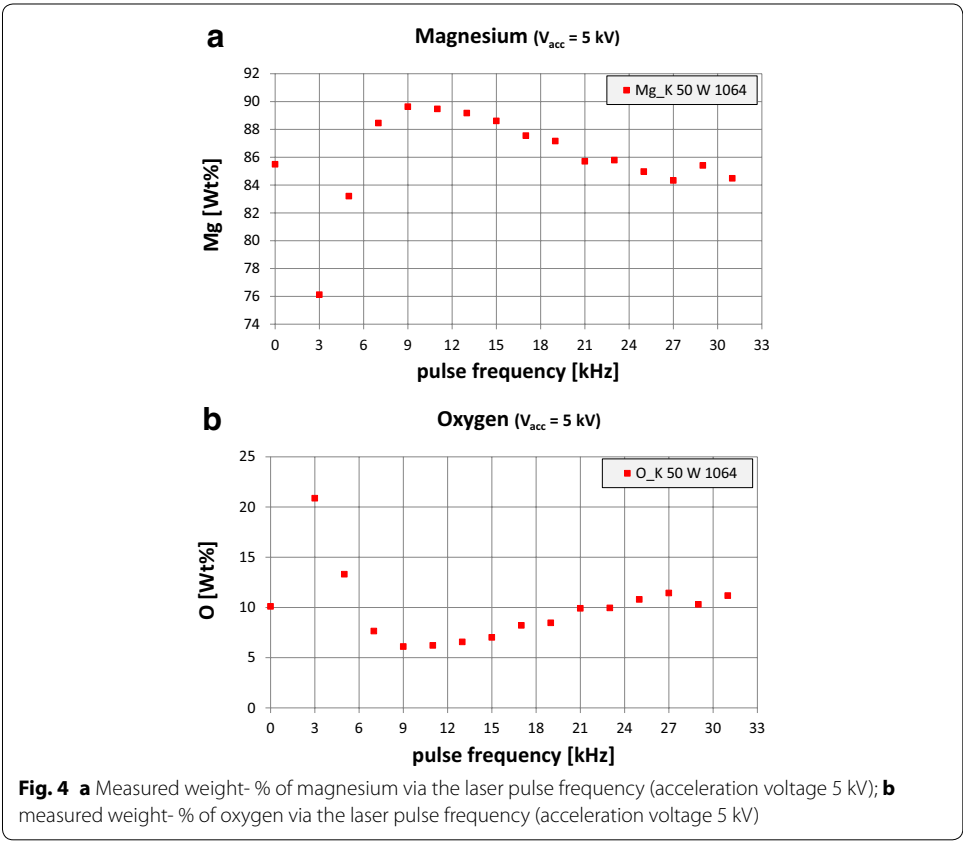 a
Magnesium (Vacc = 5 kV)
92
90
88
86
84
82
80
78
76
74
Mg [Wt%]
Mg_K 50 W 1064
0 3 6 9 12 15 18 21 24 27 30 33
pulse frequency [kHz]
b
Oxygen (Vacc = 5 kV)
25
20
15
10
5
0
O [Wt%]
O_K 50 W 1064
0 3 6 9 12 15 18 21 24 27 30 33
pulse frequency [kHz]
Fig. 4 a Measured weight- % of magnesium via the laser pulse frequency (acceleration voltage 5 kV); b
measured weight- % of oxygen via the laser pulse frequency (acceleration voltage 5 kV)